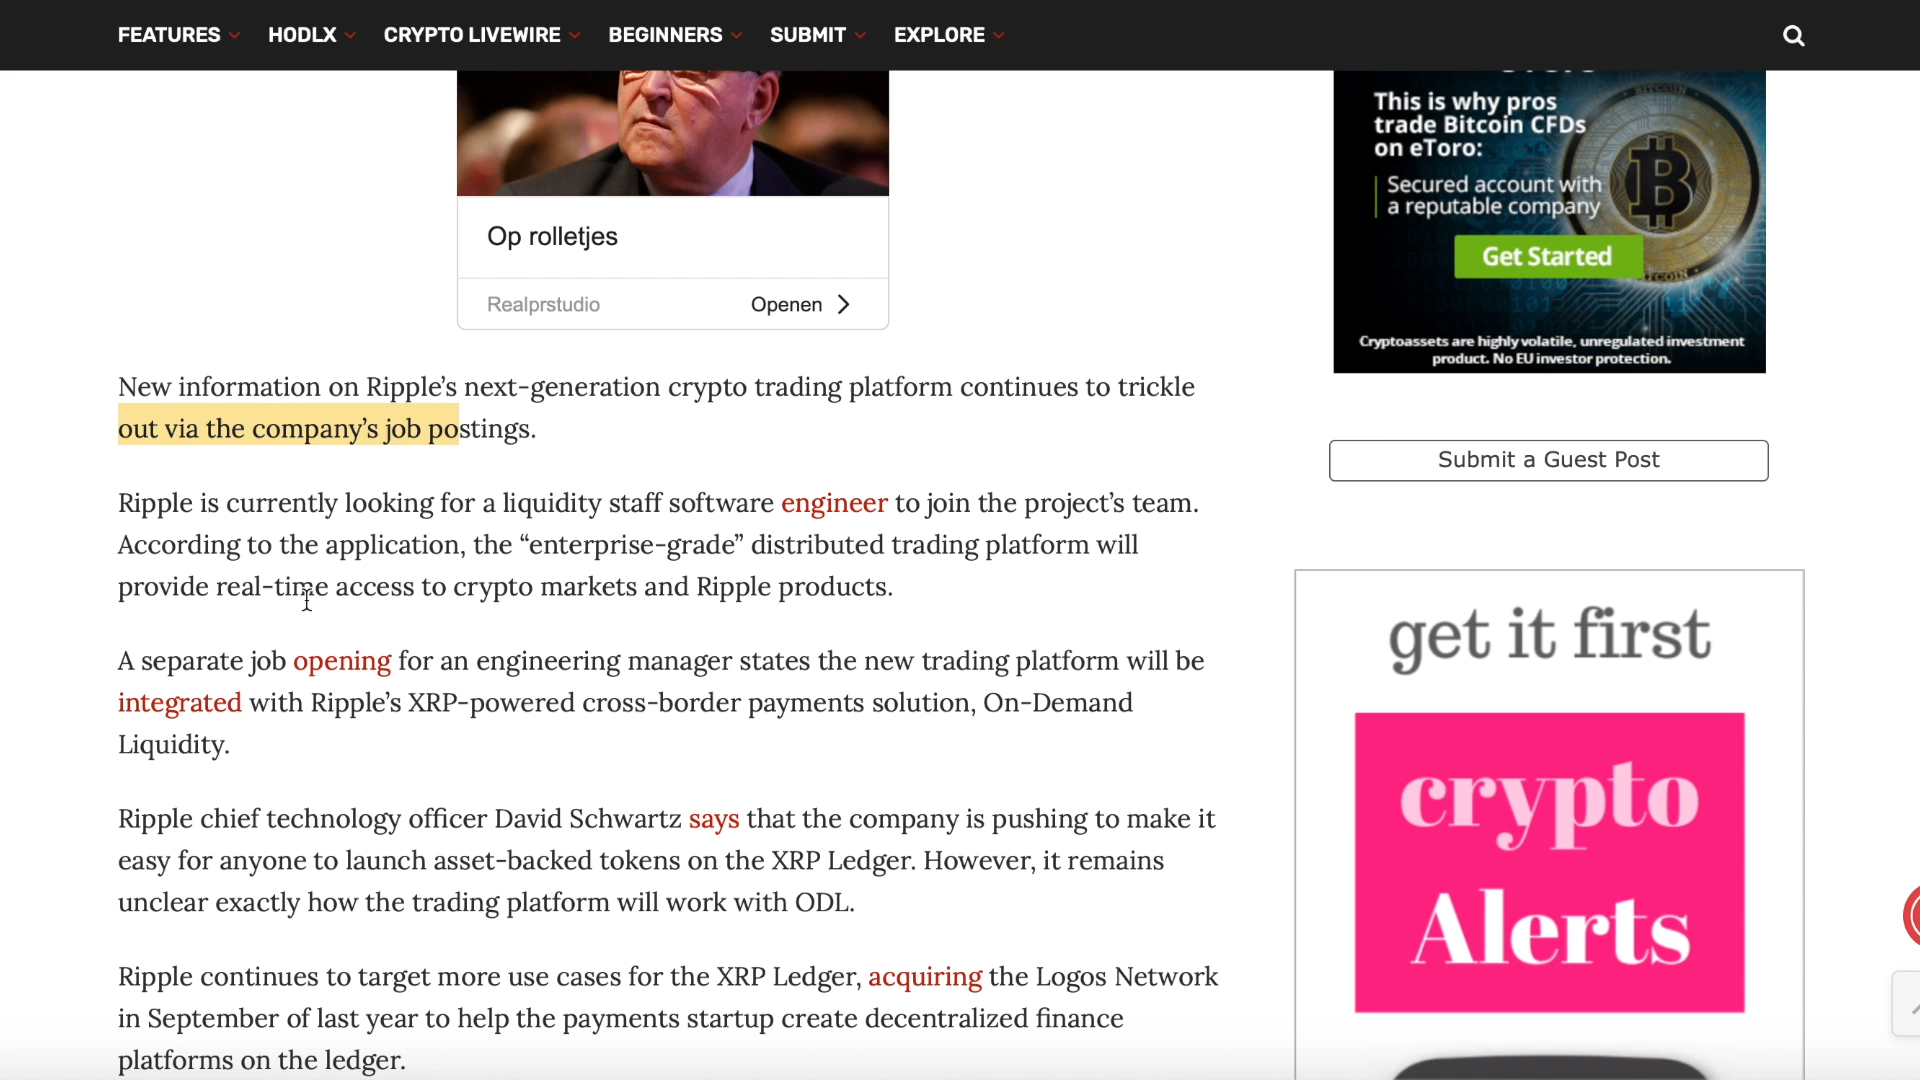 FEATURES HODLX CRYPTO LIVEWIRE BEGINNERS SUBMIT EXPLORE
Op rolletjes
Realprstudio Openen
New information on Ripple’s next-generation crypto trading platform continues to trickle
out via the company’s job postings.
Ripple is currently looking for a liquidity staff software engineer to join the project’s team.
According to the application, the “enterprise-grade” distributed trading platform will
provide real-time access to crypto markets and Ripple products.
A separate job opening for an engineering manager states the new trading platform will be
integrated with Ripple’s XRP-powered cross-border payments solution, On-Demand
Liquidity.
Ripple chief technology officer David Schwartz says that the company is pushing to make it
easy for anyone to launch asset-backed tokens on the XRP Ledger. However, it remains
unclear exactly how the trading platform will work with ODL.
Ripple continues to target more use cases for the XRP Ledger, acquiring the Logos Network
in September of last year to help the payments startup create decentralized finance
platforms on the ledger.
This is why pros
trade Bitcoin CFDs
on eToro:
Secured account with
a reputable company
Get Started
Cryptoassets are highly volatile, unregulated investment
product. No EU investor protection.
Submit a Guest Post
get it first
crypto
Alerts